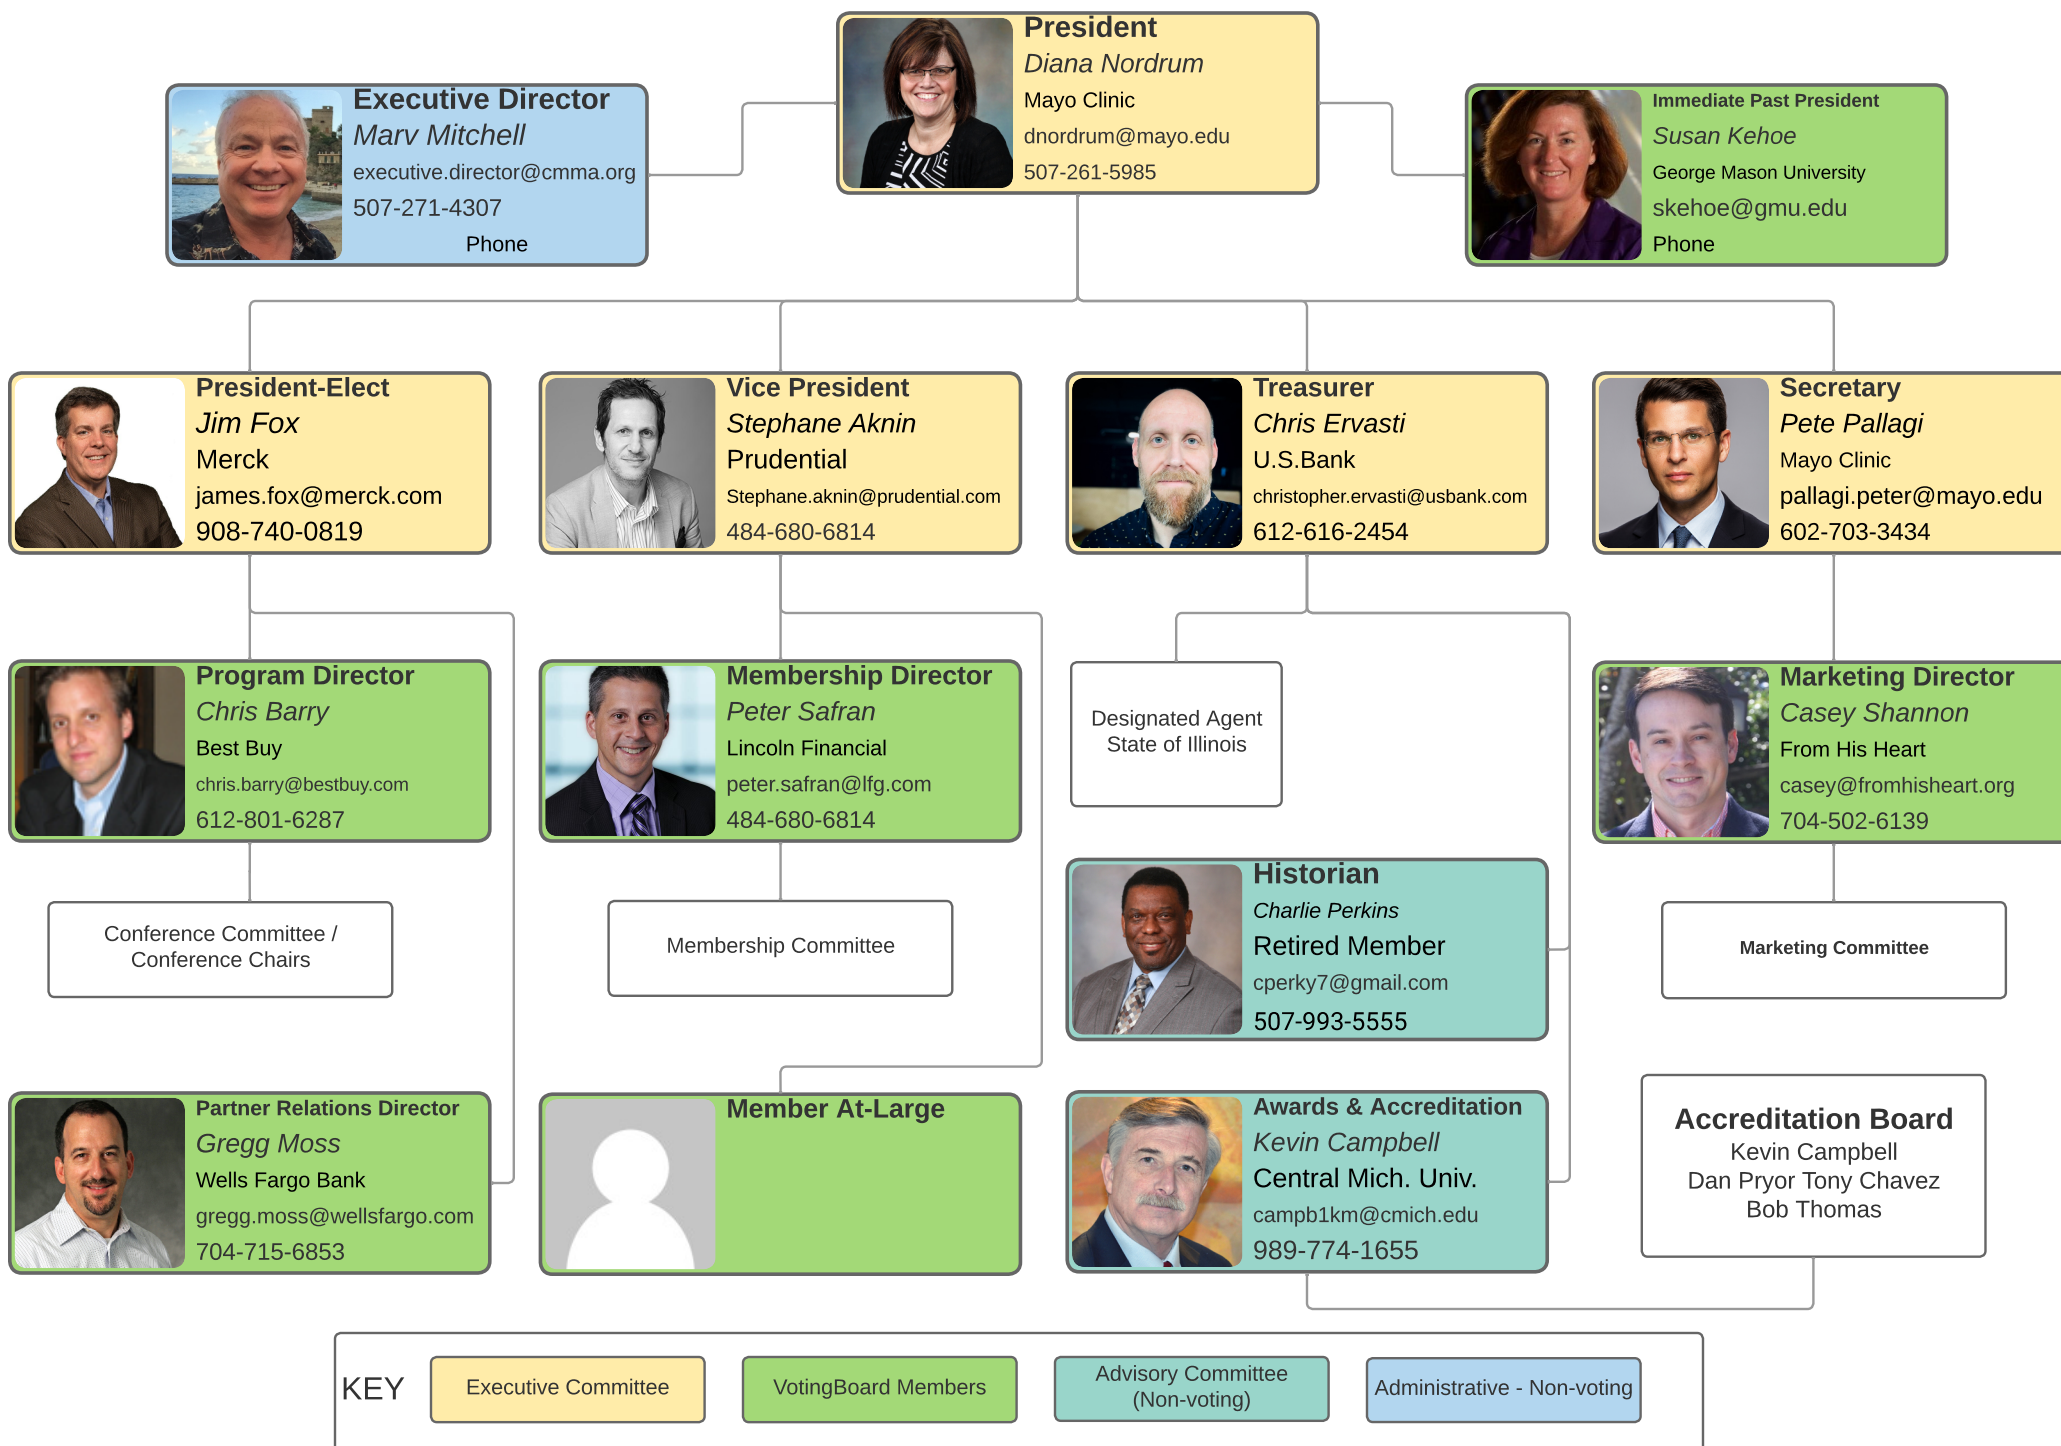 President
Diana Nordrum
Mayo Clinic
dnordrum@mayo.edu
507-261-5985
Executive Director
Marv Mitchell
executive.director@cmma.org
507-271-4307
Phone
Immediate Past President
Susan Kehoe
George Mason University
skehoe@gmu.edu
Phone
President-Elect
Jim Fox
Merck
james.fox@merck.com
908-740-0819
Vice President
Stephane Aknin
Prudential
Stephane.aknin@prudential.com
484-680-6814
Treasurer
Chris Ervasti
U.S.Bank
christopher.ervasti@usbank.com
612-616-2454
Secretary
Pete Pallagi
Mayo Clinic
pallagi.peter@mayo.edu
602-703-3434
Program Director
Chris Barry
Best Buy
chris.barry@bestbuy.com
612-801-6287
Membership Director
Peter Safran
Lincoln Financial
peter.safran@lfg.com
484-680-6814
Designated Agent
State of Illinois
Marketing Director
Casey Shannon
From His Heart
casey@fromhisheart.org
704-502-6139
Conference Committee /
Conference Chairs
Membership Committee
Historian
Charlie Perkins
Retired Member
cperky7@gmail.com
507-993-5555
Marketing Committee
Partner Relations Director
Gregg Moss
Wells Fargo Bank
gregg.moss@wellsfargo.com
704-715-6853
Member At-Large
Awards & Accreditation
Kevin Campbell
Central Mich. Univ.
campb1km@cmich.edu
989-774-1655
Accreditation Board
Kevin Campbell
Dan Pryor Tony Chavez
Bob Thomas
KEY
Executive Committee
VotingBoard Members
Advisory Committee
(Non-voting)
Administrative - Non-voting